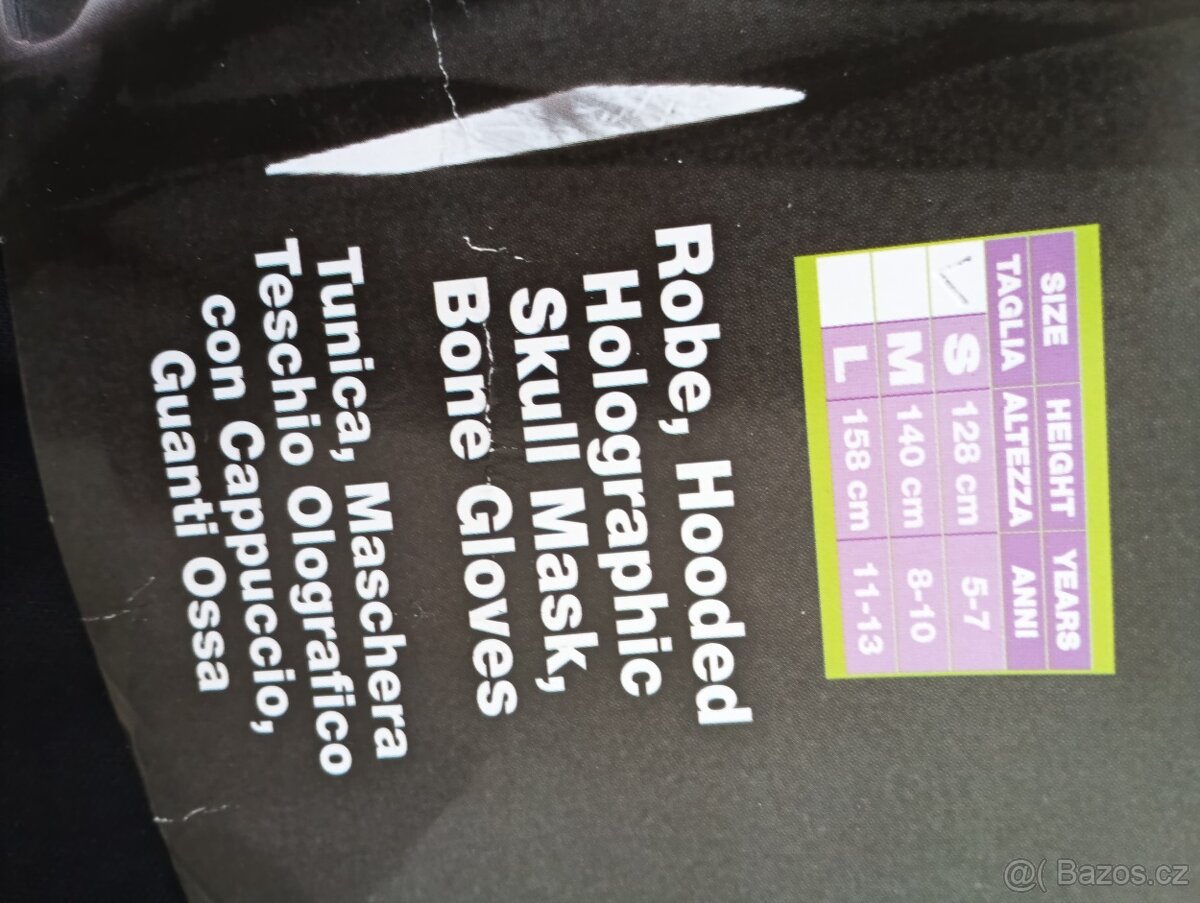 SIZE HEIGHT YEARS
TAGLIA ALTEZZA ANNI
S 128 cm 5-7
M 140 cm 8-10
L 158 cm 11-13
Robe, Hooded
Holographic
Skull Mask,
Bone Gloves
Tunica, Maschera
Teschio Olografico
con Cappuccio,
Guanti Ossa
@( Bazos.cz